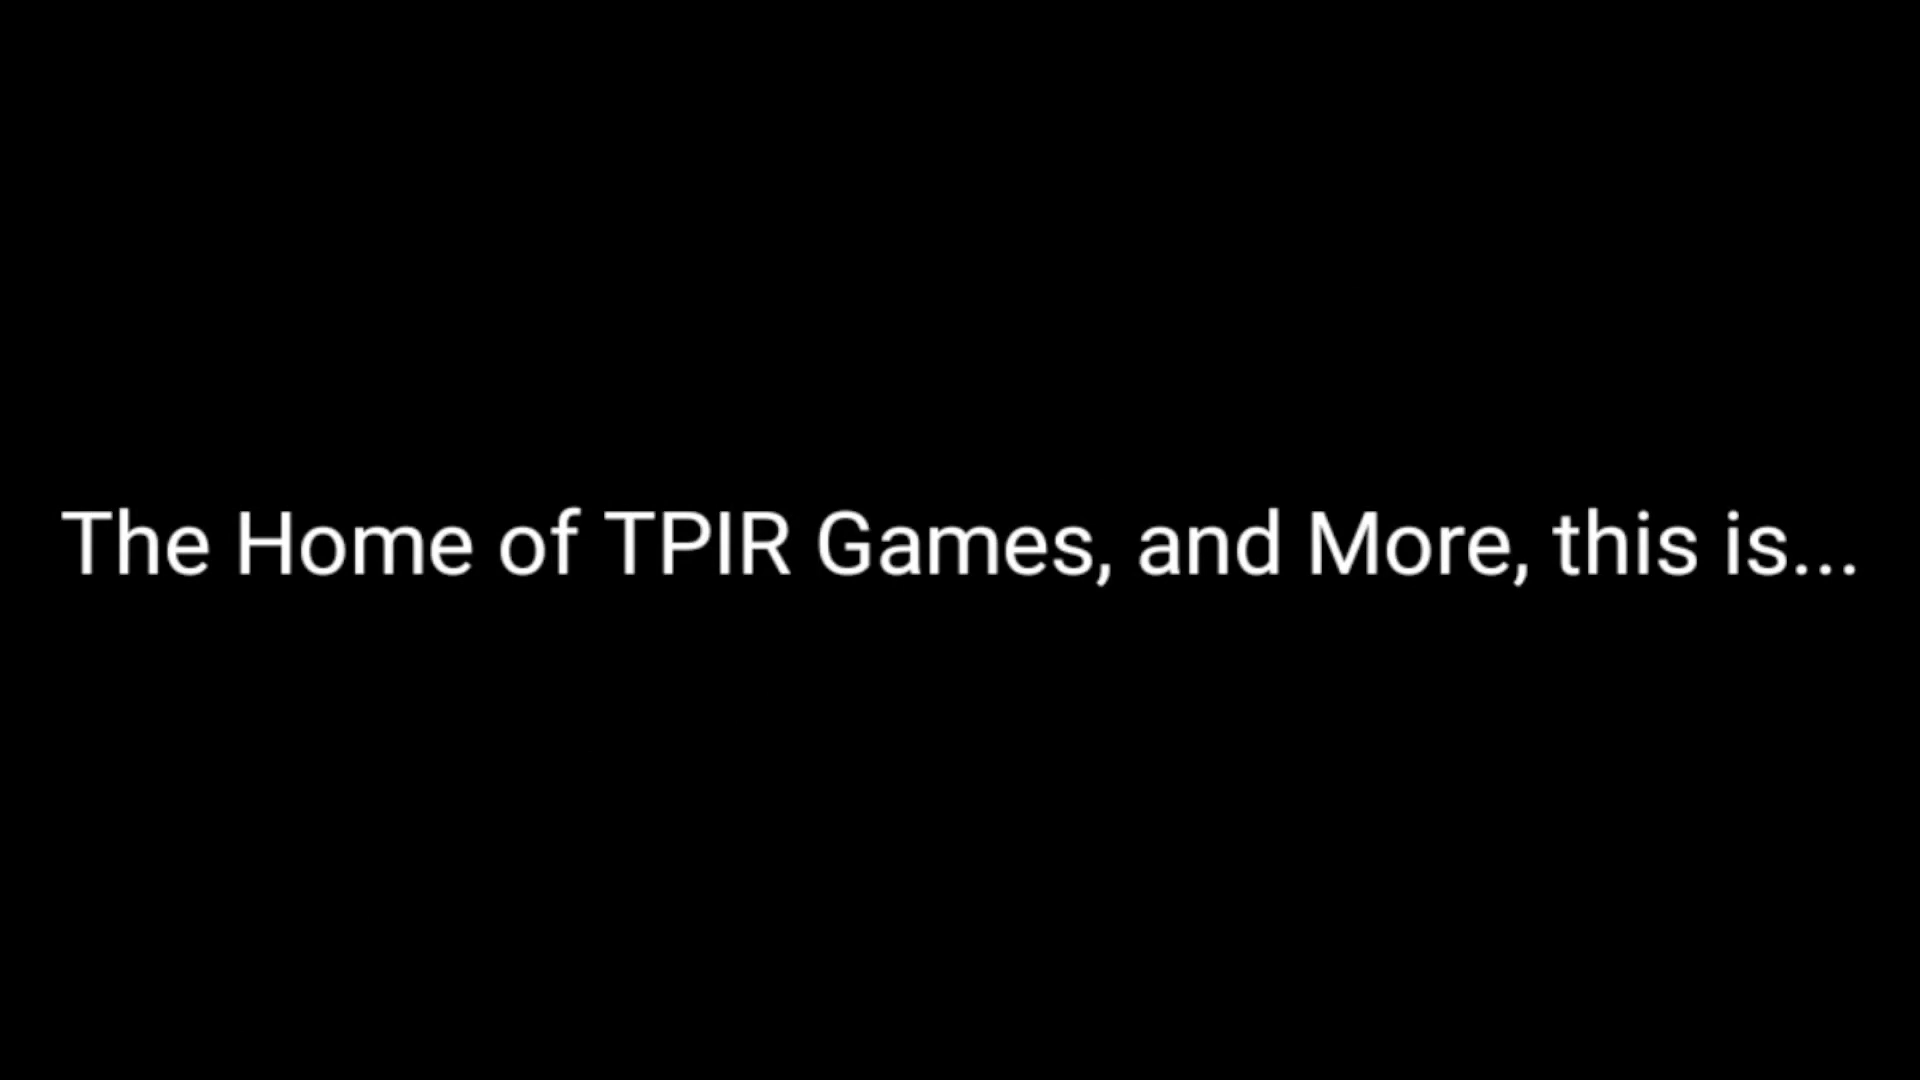 The Home of TPIR Games, and More, this is...